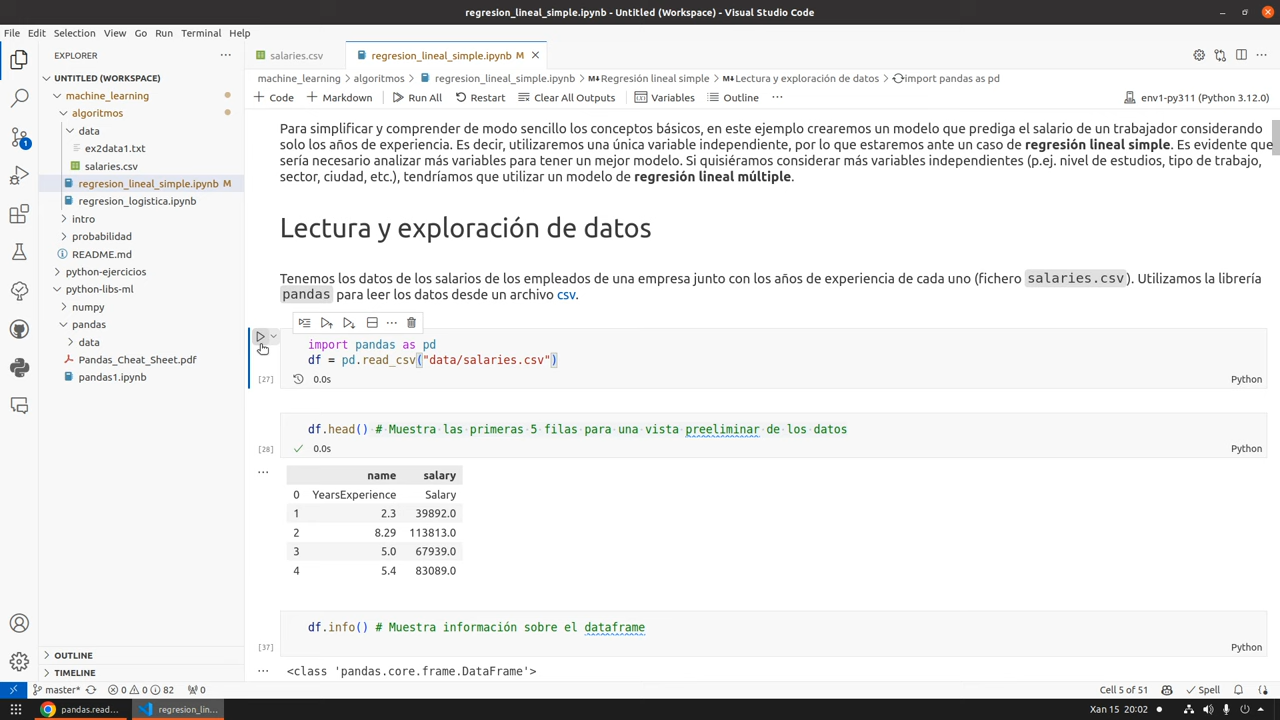 regresion_lineal_simple.ipynb - Untitled (Workspace) - Visual Studio Code
File Edit Selection View Go Run Terminal Help
EXPLORER
UNTITLED (WORKSPACE)
machine_learning
algoritmos
data
ex2data1.txt
salaries.csv
regresion_lineal_simple.ipynb M
regresion_logistica.ipynb
intro
probabilidad
README.md
python-ejercicios
python-libs-ml
numpy
pandas
data
Pandas_Cheat_Sheet.pdf
pandas1.ipynb
OUTLINE
TIMELINE
salaries.csv
regresion_lineal_simple.ipynb M
machine_learning > algoritmos > regresion_lineal_simple.ipynb > Regresión lineal simple > Lectura y exploración de datos > import pandas as pd
+ Code + Markdown Run All Restart Clear All Outputs Variables Outline ... env1-py311 (Python 3.12.0)
Para simplificar y comprender de modo sencillo los conceptos básicos, en este ejemplo crearemos un modelo que prediga el salario de un trabajador considerando
solo los años de experiencia. Es decir, utilizaremos una única variable independiente, por lo que estaremos ante un caso de regresión lineal simple. Es evidente que
sería necesario analizar más variables para tener un mejor modelo. Si quisiéramos considerar más variables independientes (p.ej. nivel de estudios, tipo de trabajo,
sector, ciudad, etc.), tendríamos que utilizar un modelo de regresión lineal múltiple.
Lectura y exploración de datos
Tenemos los datos de los salarios de los empleados de una empresa junto con los años de experiencia de cada uno (fichero salaries.csv). Utilizamos la librería
pandas para leer los datos desde un archivo csv.
import pandas as pd
df = pd.read_csv("data/salaries.csv")
[27] 0.0s Python
df.head() # Muestra las primeras 5 filas para una vista preeliminar de los datos
[28] 0.0s Python
name salary
0 YearsExperience Salary
1 2.3 39892.0
2 8.29 113813.0
3 5.0 67939.0
4 5.4 83089.0
df.info() # Muestra información sobre el dataframe
[37] Python
<class 'pandas.core.frame.DataFrame'>
master* 0 0 82 0 Cell 5 of 51 Spell
1
pandas.read... regresion_lin... Xan 15 20:02